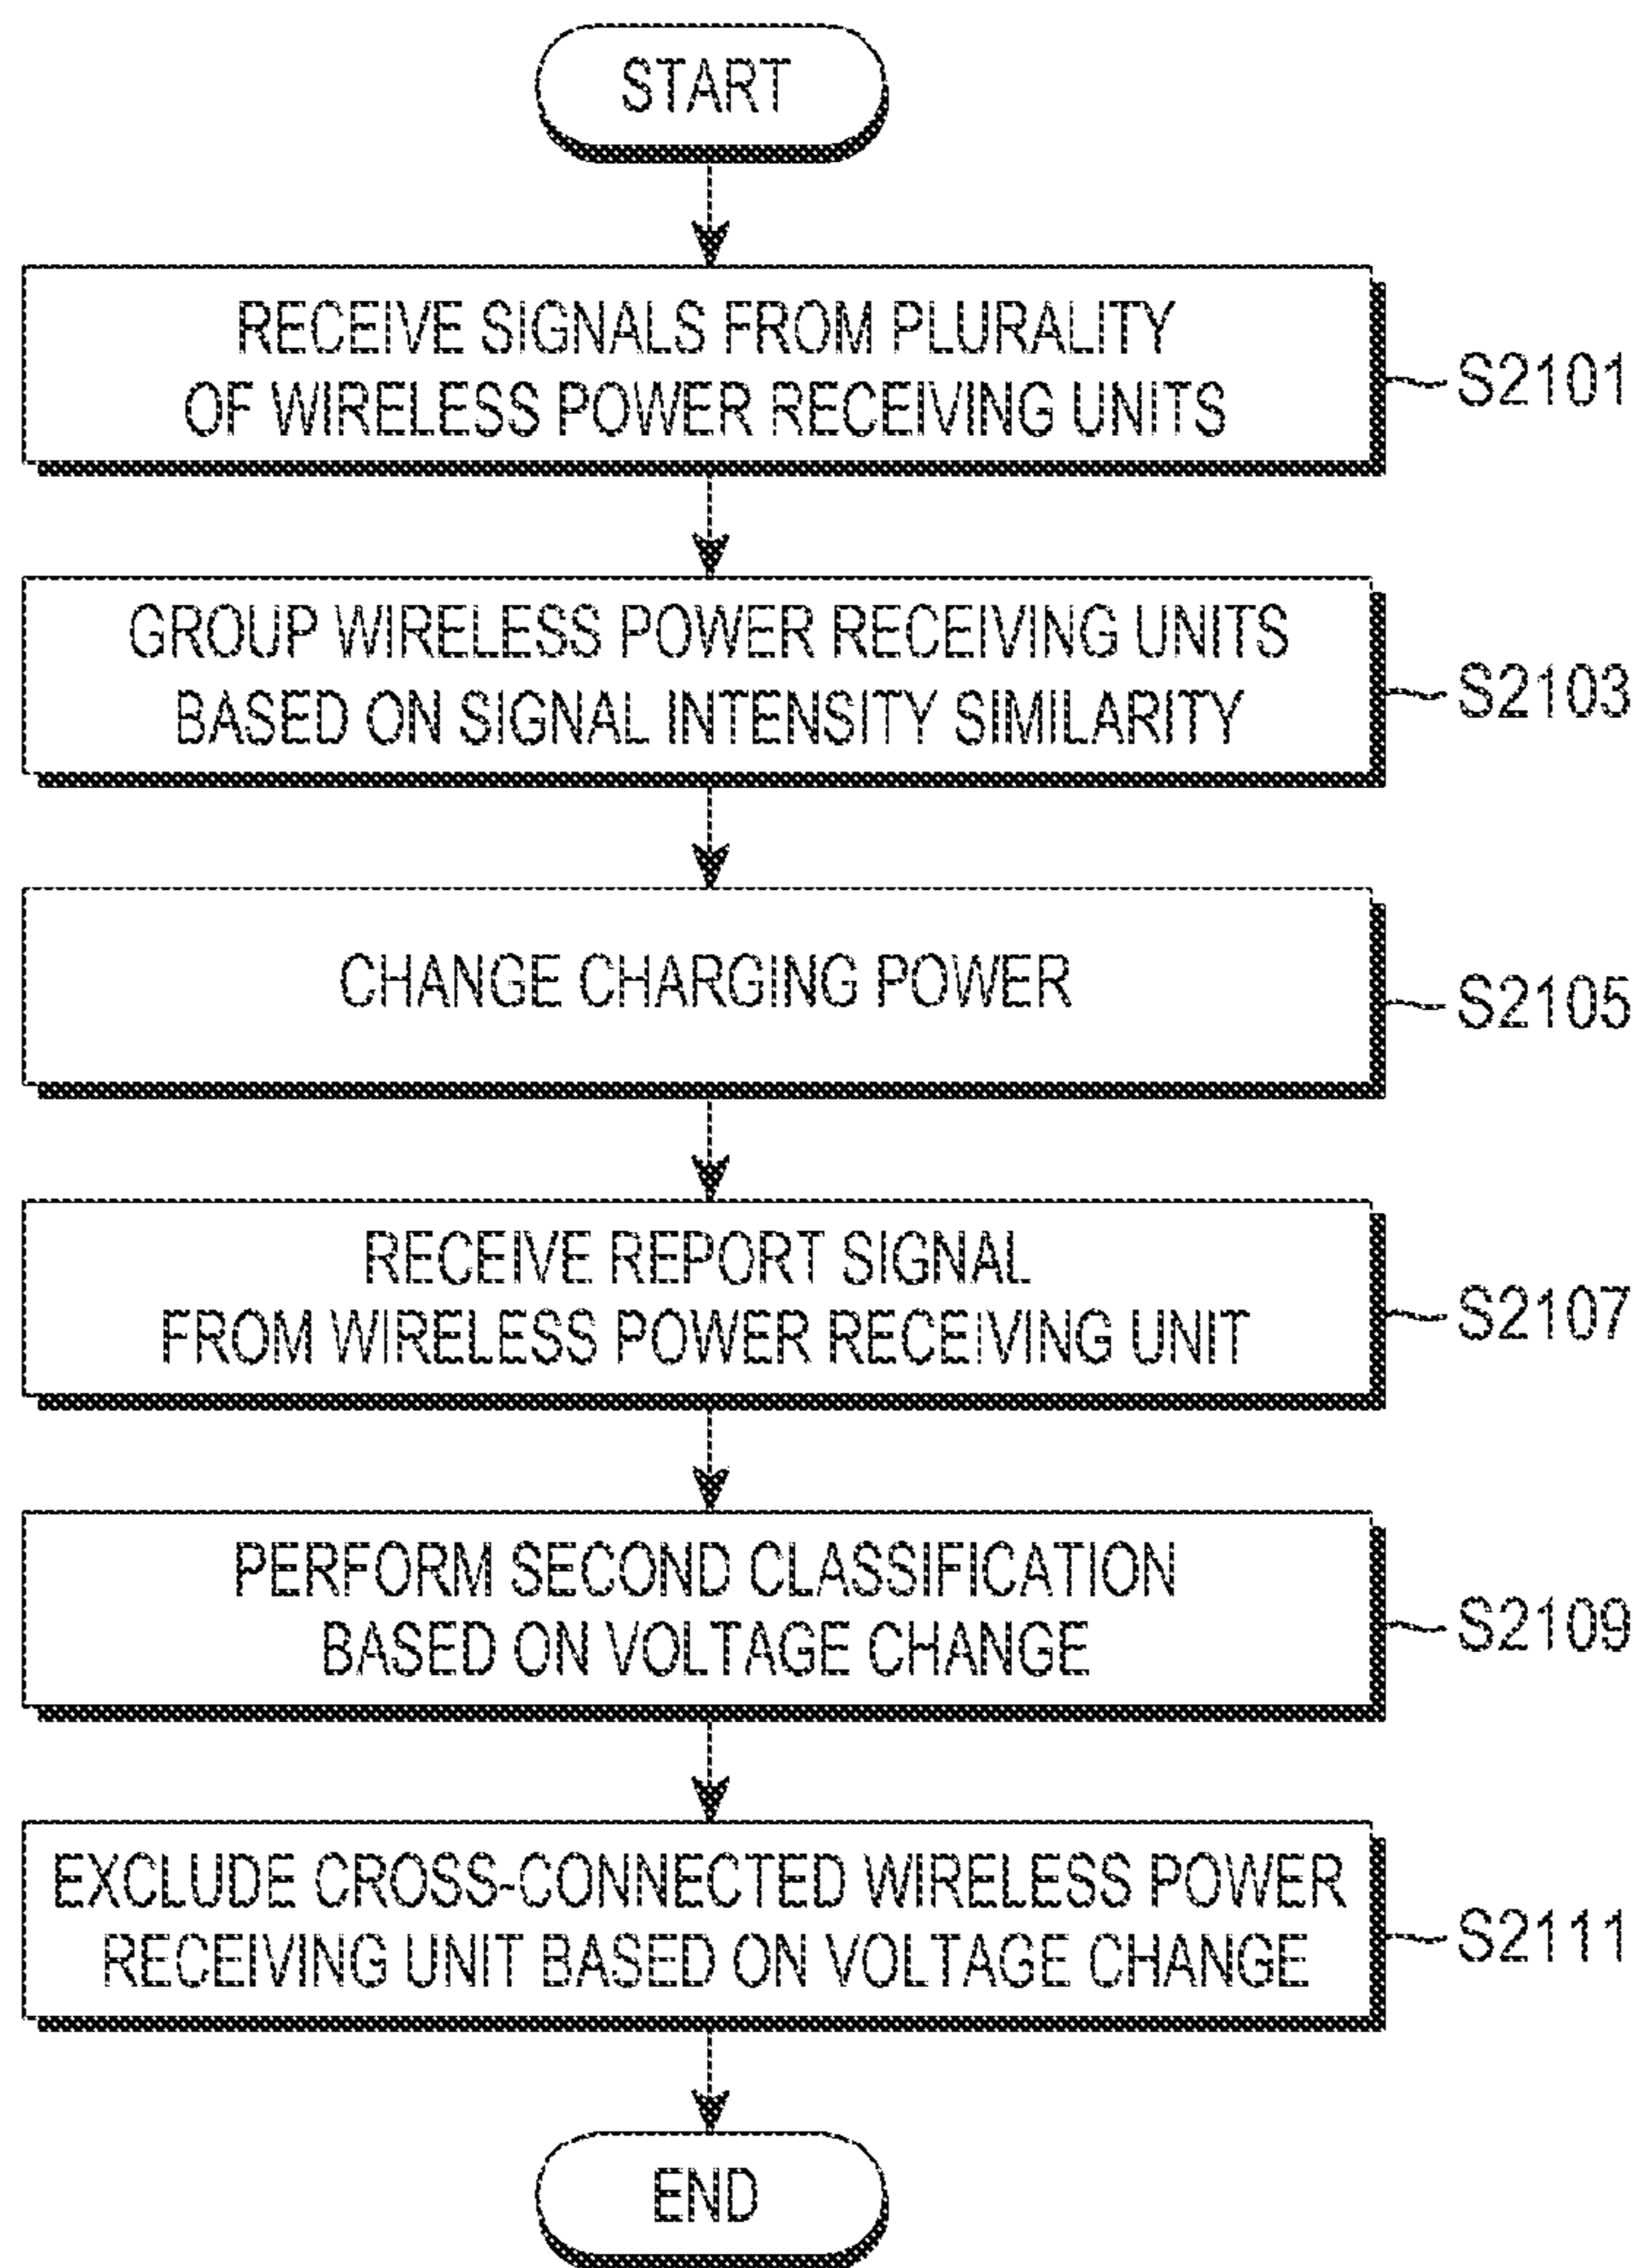 START
RECEIVE SIGNALS FROM PLURALITY
OF WIRELESS POWER RECEIVING UNITS
S2101
GROUP WIRELESS POWER RECEIVING UNITS
BASED ON SIGNAL INTENSITY SIMILARITY
S2103
CHANGE CHARGING POWER
S2105
RECEIVE REPORT SIGNAL
FROM WIRELESS POWER RECEIVING UNIT
S2107
PERFORM SECOND CLASSIFICATION
BASED ON VOLTAGE CHANGE
S2109
EXCLUDE CROSS-CONNECTED WIRELESS POWER
RECEIVING UNIT BASED ON VOLTAGE CHANGE
S2111
END